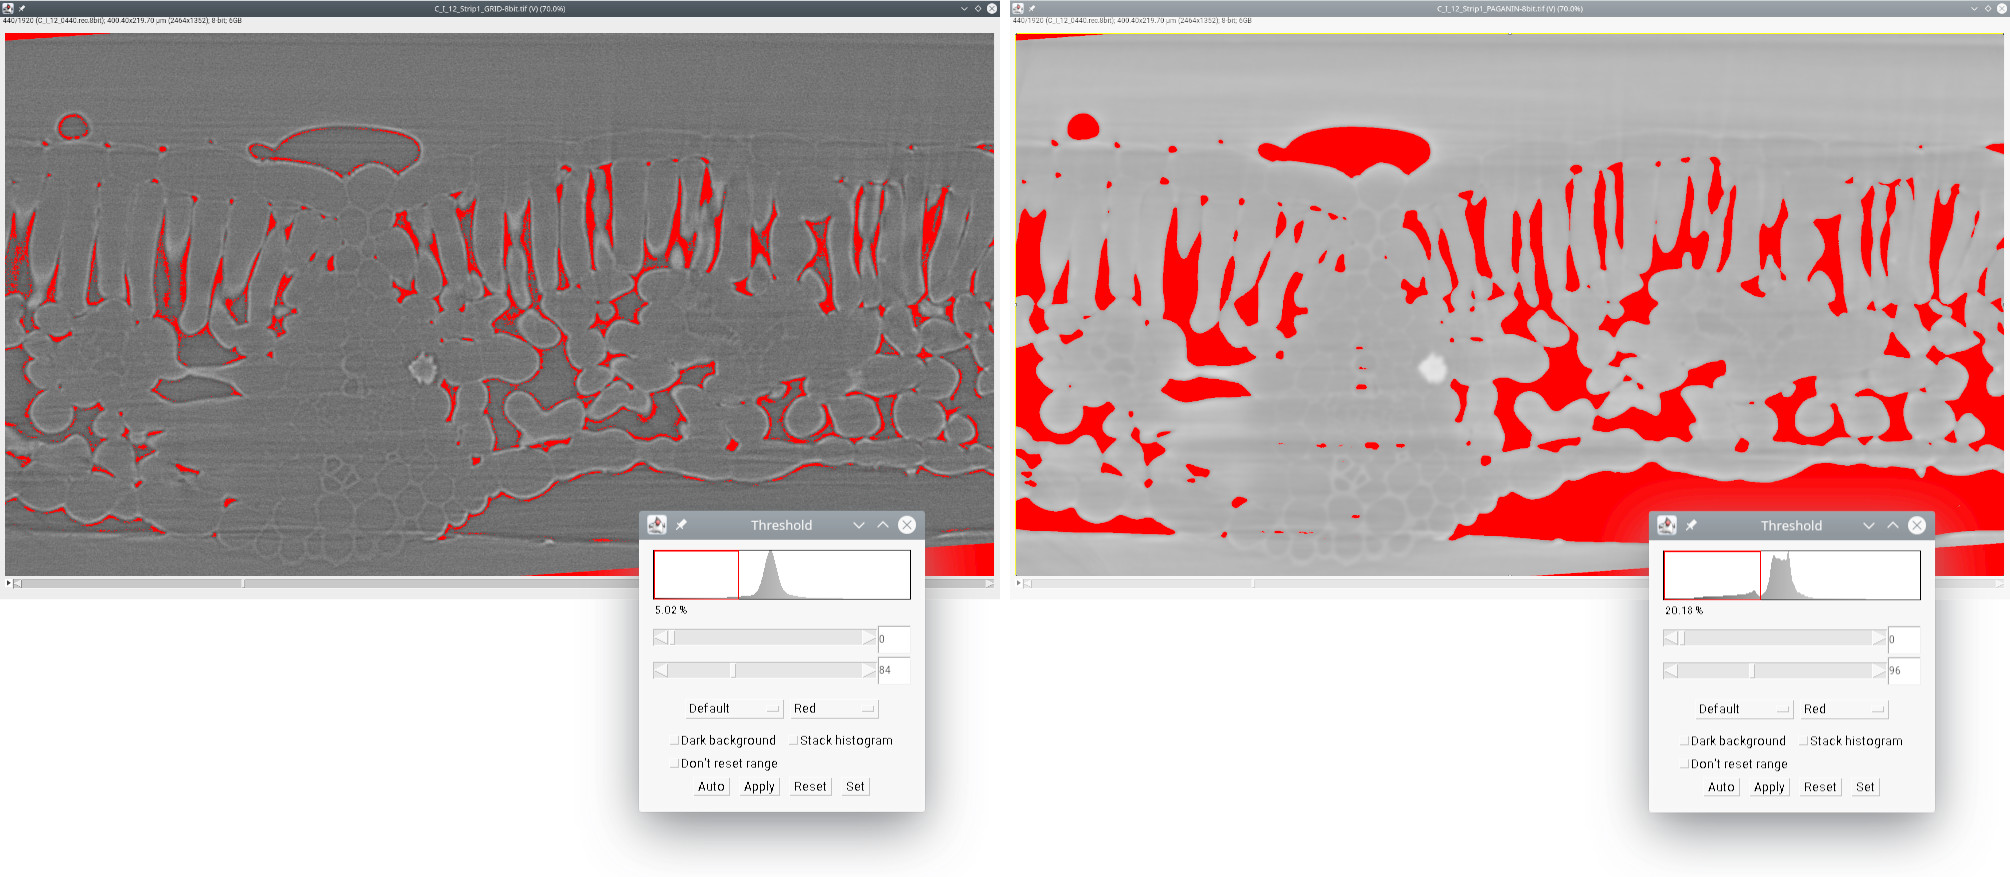 C_I_12_Strip1_GRID-8bit.tif (V) (70.0%)
440/1920 (C_I_12_0440.rec.8bit); 400.40x219.70 µm (2464x1352); 8-bit; 6GB
Threshold
5.02 %
0
84
Default Red
Dark background Stack histogram
Don't reset range
Auto Apply Reset Set
C_I_12_Strip1_PAGANIN-8bit.tif (V) (70.0%)
440/1920 (C_I_12_0440.rec.8bit); 400.40x219.70 µm (2464x1352); 8-bit; 6GB
Threshold
20.18 %
0
96
Default Red
Dark background Stack histogram
Don't reset range
Auto Apply Reset Set